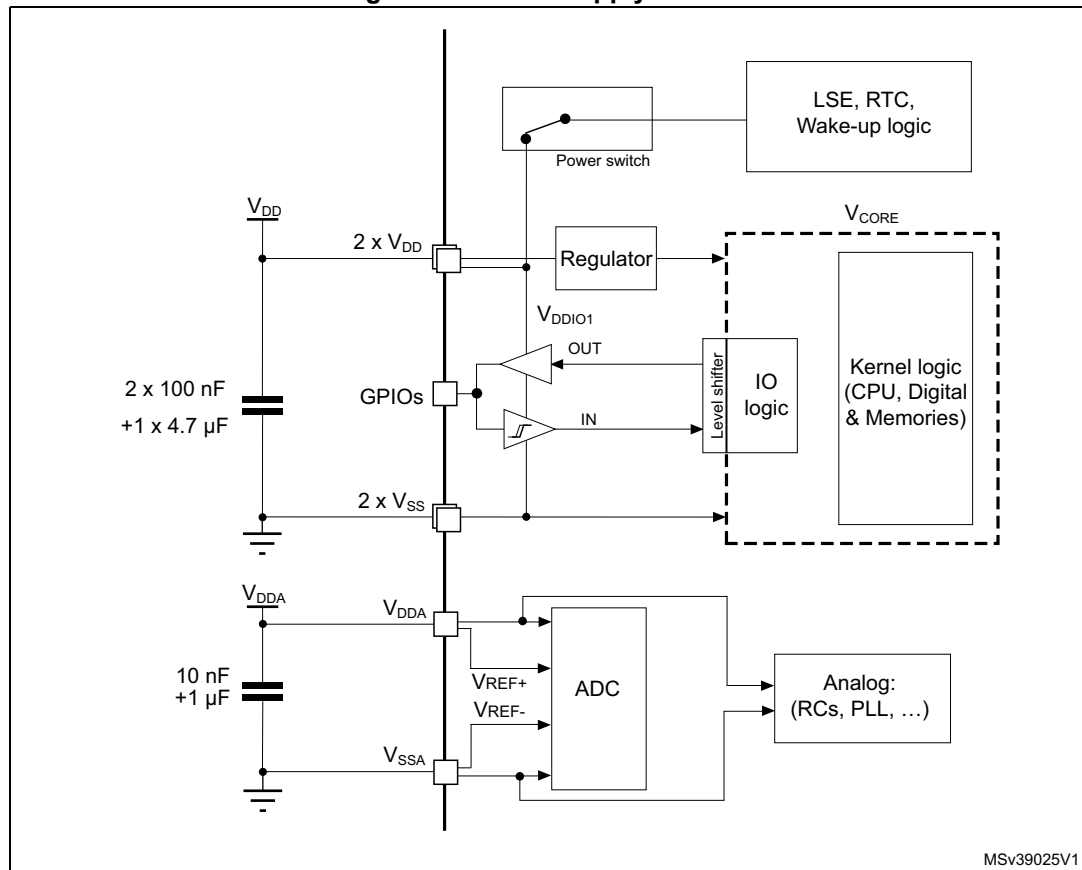 LSE, RTC,
Wake-up logic
Power switch
VDD
VCORE
2 x VDD
Regulator
VDDIO1
OUT
2 x 100 nF
+1 x 4.7 µF
GPIOs
Level shifter
IO
logic
Kernel logic
(CPU, Digital
& Memories)
IN
2 x VSS
VDDA
VDDA
10 nF
+1 µF
VREF+
ADC
VREF-
Analog:
(RCs, PLL, …)
VSSA
MSv39025V1